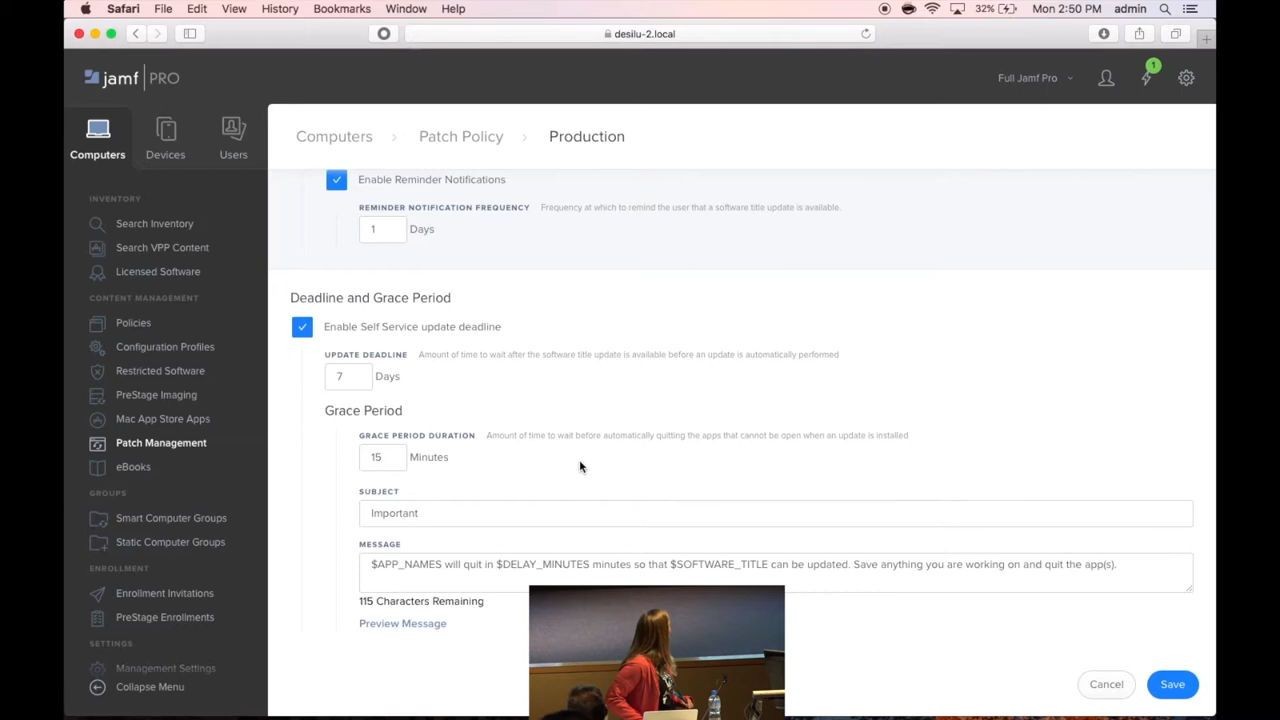 Safari File Edit View History Bookmarks Window Help 32% Mon 2:50 PM admin
desilu-2.local
jamf PRO Full Jamf Pro 1
Computers Devices Users
Computers Patch Policy Production
INVENTORY
Search Inventory
Search VPP Content
Licensed Software
CONTENT MANAGEMENT
Policies
Configuration Profiles
Restricted Software
PreStage Imaging
Mac App Store Apps
Patch Management
eBooks
GROUPS
Smart Computer Groups
Static Computer Groups
ENROLLMENT
Enrollment Invitations
PreStage Enrollments
SETTINGS
Management Settings
Collapse Menu
Enable Reminder Notifications
REMINDER NOTIFICATION FREQUENCY Frequency at which to remind the user that a software title update is available.
1 Days
Deadline and Grace Period
Enable Self Service update deadline
UPDATE DEADLINE Amount of time to wait after the software title update is available before an update is automatically performed
7 Days
Grace Period
GRACE PERIOD DURATION Amount of time to wait before automatically quitting the apps that cannot be open when an update is installed
15 Minutes
SUBJECT
Important
MESSAGE
$APP_NAMES will quit in $DELAY_MINUTES minutes so that $SOFTWARE_TITLE can be updated. Save anything you are working on and quit the app(s).
115 Characters Remaining
Preview Message
Cancel Save